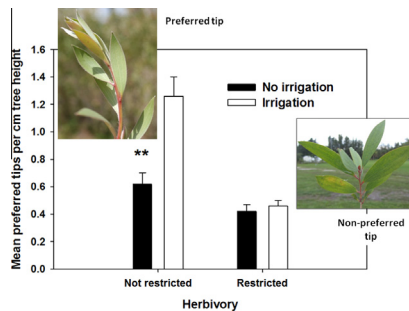 Preferred tip
Mean preferred tips per cm tree height
1.6
1.4
1.2
1.0
0.8
0.6
0.4
0.2
0.0
No irrigation
Irrigation
**
Non-preferred
tip
Not restricted
Restricted
Herbivory